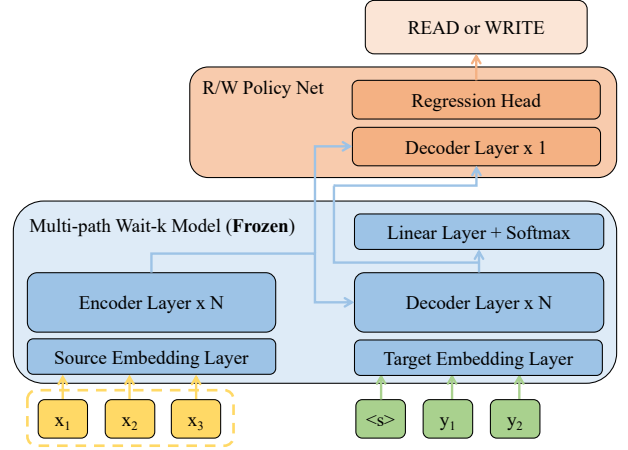 READ or WRITE
R/W Policy Net
Regression Head
Decoder Layer x 1
Multi-path Wait-k Model (Frozen)
Linear Layer + Softmax
Encoder Layer x N
Decoder Layer x N
Source Embedding Layer
Target Embedding Layer
x₁ x₂ x₃ <s> y₁ y₂